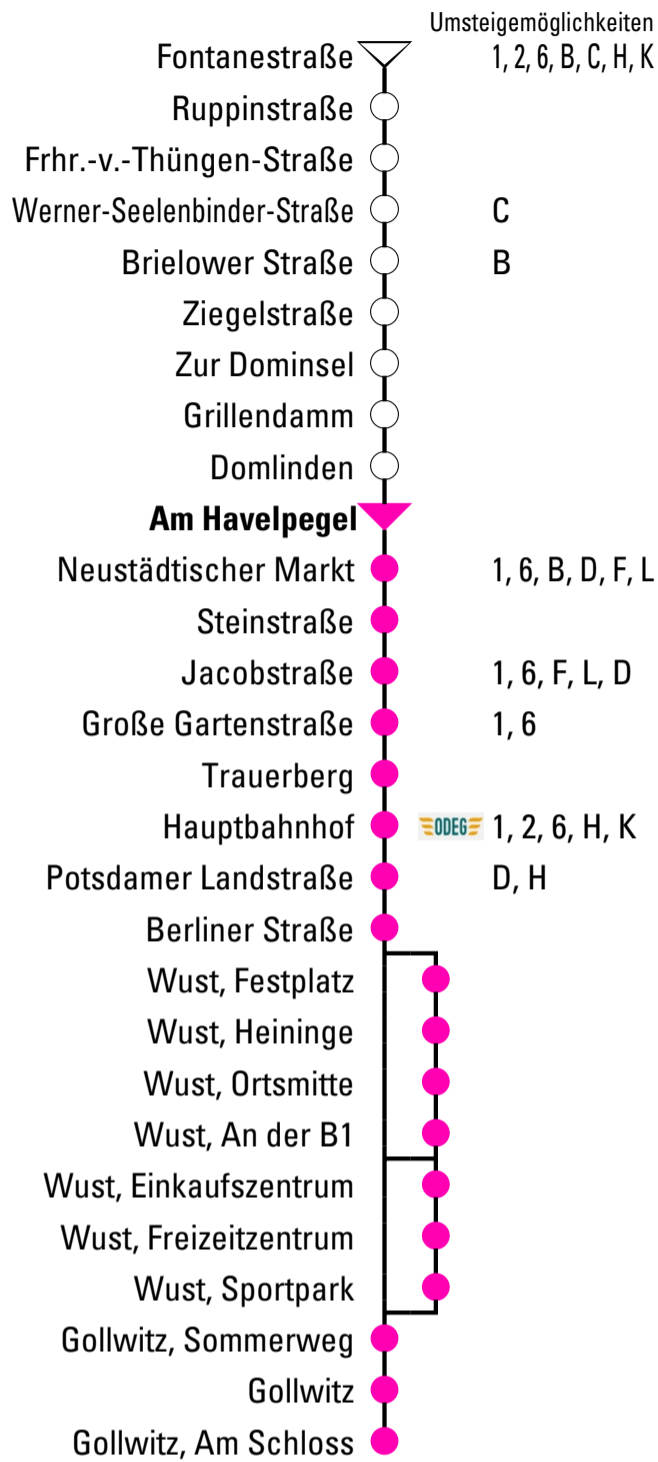 Umsteigemöglichkeiten
Fontanestraße 1, 2, 6, B, C, H, K
Ruppinstraße
Frhr.-v.-Thüngen-Straße
Werner-Seelenbinder-Straße C
Brielower Straße B
Ziegelstraße
Zur Dominsel
Grillendamm
Domlinden
Am Havelpegel
Neustädtischer Markt 1, 6, B, D, F, L
Steinstraße
Jacobstraße 1, 6, F, L, D
Große Gartenstraße 1, 6
Trauerberg
Hauptbahnhof ODEG 1, 2, 6, H, K
Potsdamer Landstraße D, H
Berliner Straße
Wust, Festplatz
Wust, Heininge
Wust, Ortsmitte
Wust, An der B1
Wust, Einkaufszentrum
Wust, Freizeitzentrum
Wust, Sportpark
Gollwitz, Sommerweg
Gollwitz
Gollwitz, Am Schloss